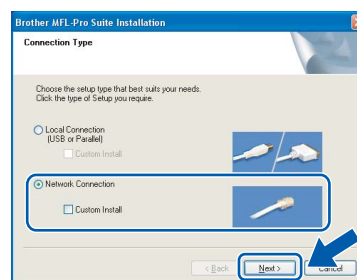 Brother MFL-Pro Suite Installation
Connection Type
Choose the setup type that best suits your needs.
Click the type of Setup you require.
Local Connection
(USB or Parallel)
Custom Install
Network Connection
Custom Install
< Back
Next >
Cancel